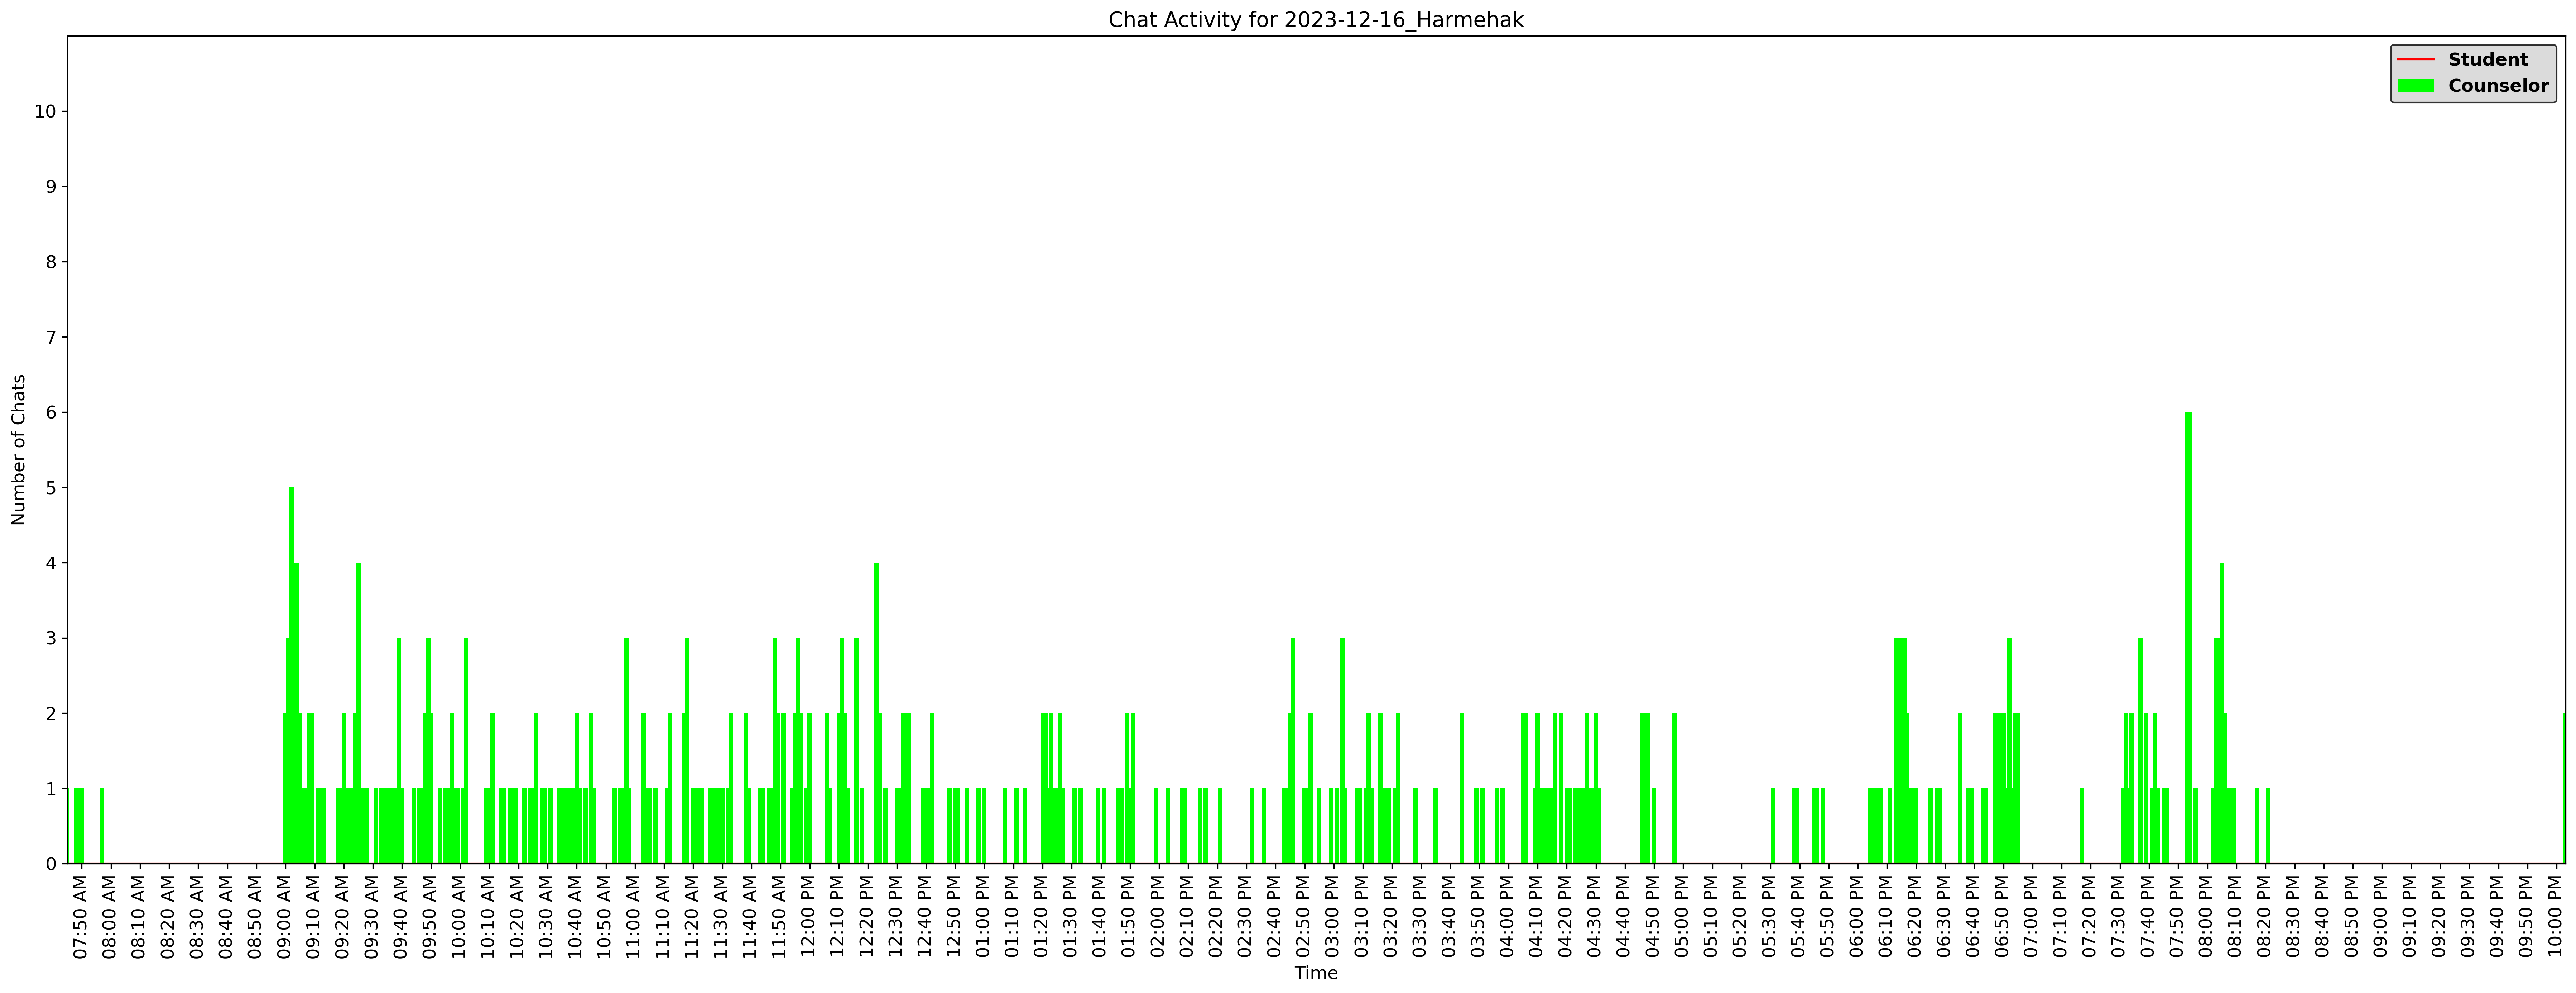 Chat Activity for 2023-12-16_Harmehak
Student
Counselor
Number of Chats
10
9
8
7
6
5
4
3
2
1
0
07:50 AM
08:00 AM
08:10 AM
08:20 AM
08:30 AM
08:40 AM
08:50 AM
09:00 AM
09:10 AM
09:20 AM
09:30 AM
09:40 AM
09:50 AM
10:00 AM
10:10 AM
10:20 AM
10:30 AM
10:40 AM
10:50 AM
11:00 AM
11:10 AM
11:20 AM
11:30 AM
11:40 AM
11:50 AM
12:00 PM
12:10 PM
12:20 PM
12:30 PM
12:40 PM
12:50 PM
01:00 PM
01:10 PM
01:20 PM
01:30 PM
01:40 PM
01:50 PM
02:00 PM
02:10 PM
02:20 PM
02:30 PM
02:40 PM
02:50 PM
03:00 PM
03:10 PM
03:20 PM
03:30 PM
03:40 PM
03:50 PM
04:00 PM
04:10 PM
04:20 PM
04:30 PM
04:40 PM
04:50 PM
05:00 PM
05:10 PM
05:20 PM
05:30 PM
05:40 PM
05:50 PM
06:00 PM
06:10 PM
06:20 PM
06:30 PM
06:40 PM
06:50 PM
07:00 PM
07:10 PM
07:20 PM
07:30 PM
07:40 PM
07:50 PM
08:00 PM
08:10 PM
08:20 PM
08:30 PM
08:40 PM
08:50 PM
09:00 PM
09:10 PM
09:20 PM
09:30 PM
09:40 PM
09:50 PM
10:00 PM
Time